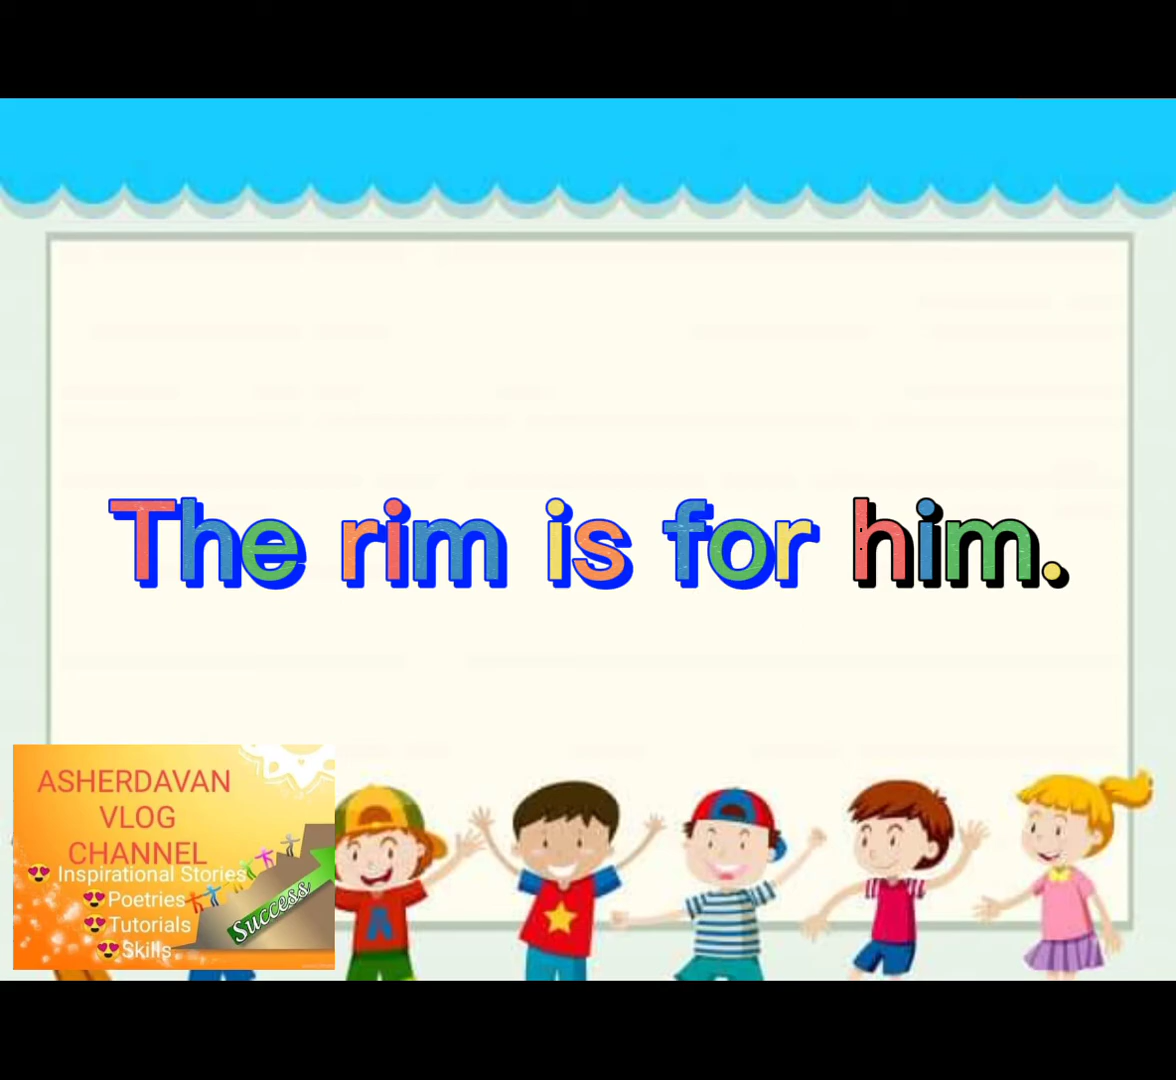 The rim is for him.
ASHERDAVAN
VLOG
CHANNEL
😍 Inspirational Stories
😍 Poetries
😍 Tutorials
😍 Skills
Success
A